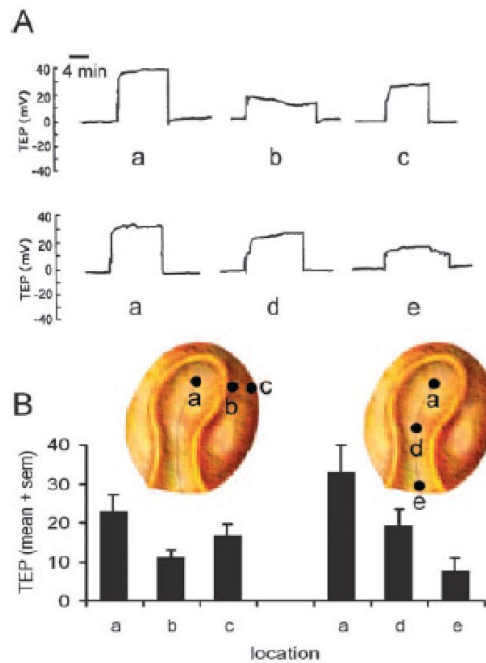 A
4 min
TEP (mV)
40
20
0
-20
-40
a b c
TEP (mV)
40
20
0
-20
-40
a d e
B
a b c
a
d
e
TEP (mean + sem)
40
30
20
10
0
a b c a d e
location